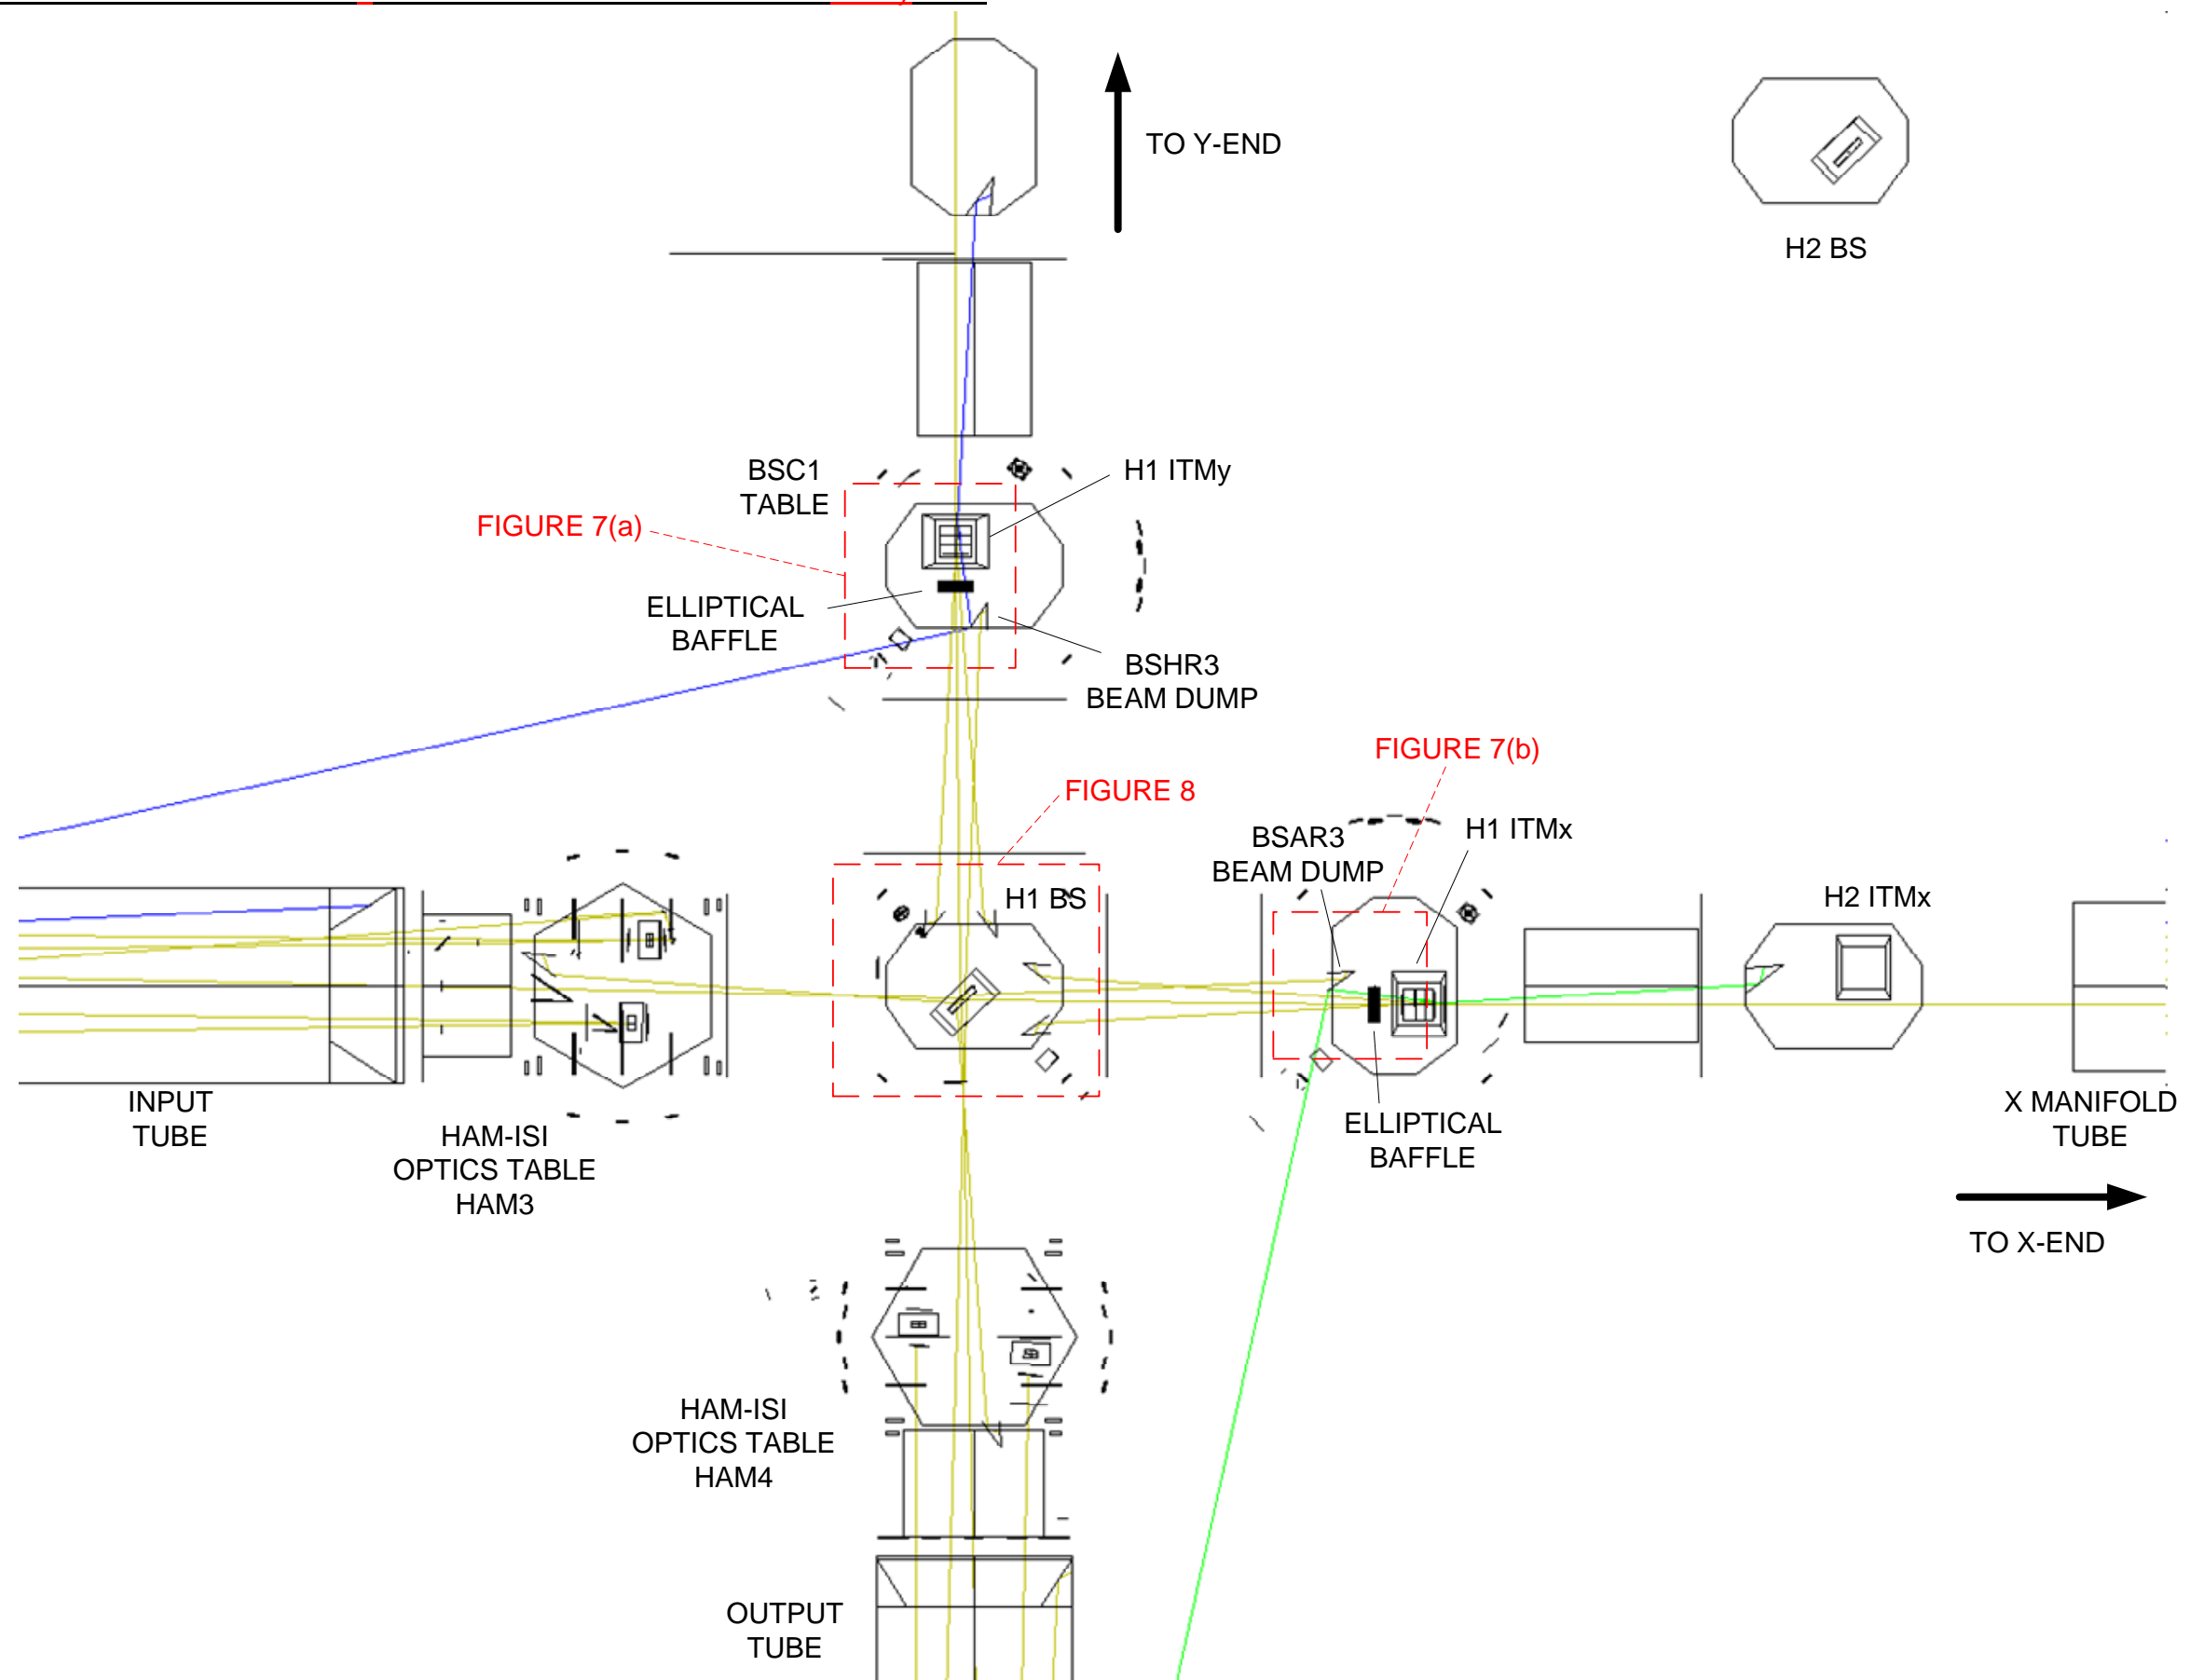 TO Y-END
H2 BS
BSC1
TABLE
H1 ITMy
FIGURE 7(a)
ELLIPTICAL
BAFFLE
BSHR3
BEAM DUMP
FIGURE 7(b)
FIGURE 8
BSAR3
BEAM DUMP
H1 ITMx
H1 BS
H2 ITMx
INPUT
TUBE
HAM-ISI
OPTICS TABLE
HAM3
ELLIPTICAL
BAFFLE
X MANIFOLD
TUBE
TO X-END
HAM-ISI
OPTICS TABLE
HAM4
OUTPUT
TUBE